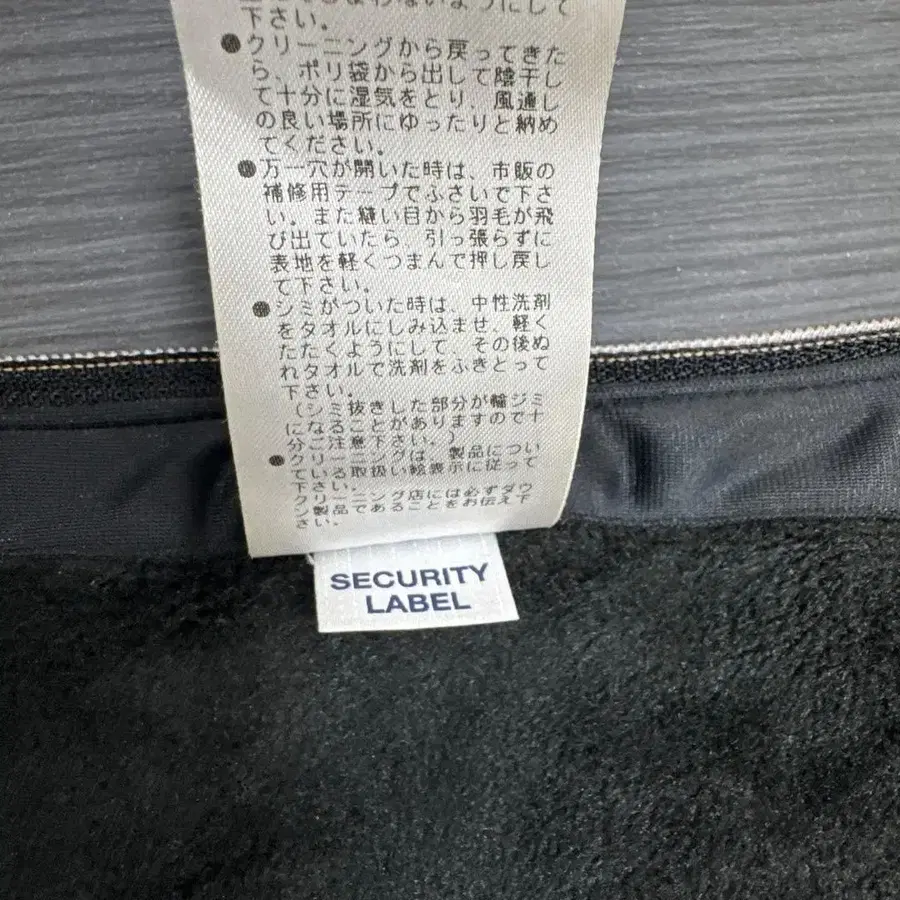 わないようにして
下さい。
●クリーニングから戻ってきた
ら、ポリ袋から出して陰干し
て十分に湿気をとり、風通し
の良い場所にゆったりと納め
てください。
●万一穴が開いた時は、市販の
補修用テープでふさいで下さ
い。また縫い目から羽毛が飛
び出ていたら、引っ張らずに
表地を軽くつまんで押し戻し
て下さい。
●シミがついた時は、中性洗剤
をタオルにしみ込ませ、軽く
たたくようにして、その後ぬ
れタオルで洗剤をふきとって
下さい。
(シミ抜きした部分が輪ジミ
になることがありますので十
分ご注意下さい。)
●クリーニングは、製品につい
ている取扱い絵表示に従って
下さい。
クリーニング店には必ずダウ
ン製品であることをお伝え下
さい。
SECURITY
LABEL